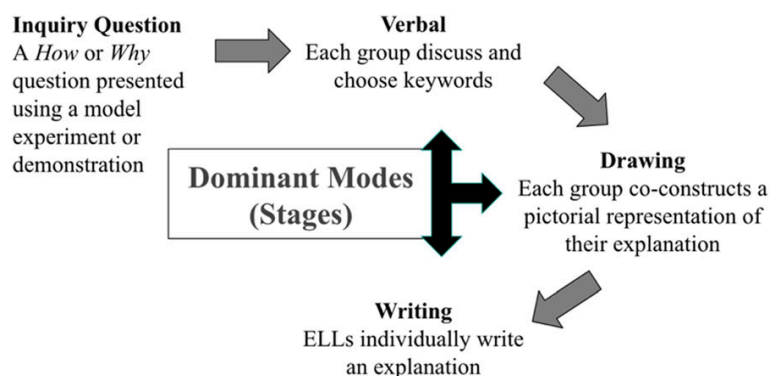 Inquiry Question
A How or Why
question presented
using a model
experiment or
demonstration
Verbal
Each group discuss and
choose keywords
Dominant Modes
(Stages)
Drawing
Each group co-constructs a
pictorial representation of
their explanation
Writing
ELLs individually write
an explanation